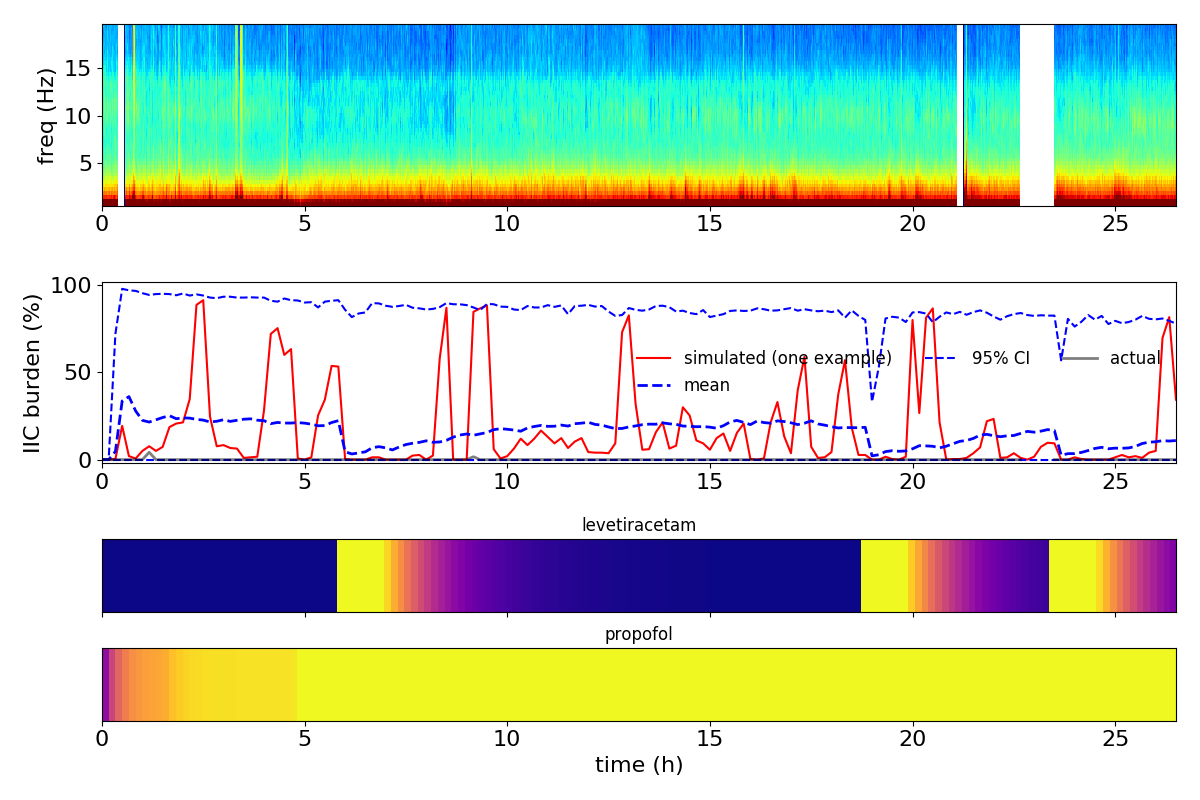 freq (Hz)
15
10
5
0 5 10 15 20 25
IIC burden (%)
100
50
0
simulated (one example) 95% CI actual
mean
0 5 10 15 20 25
levetiracetam
propofol
0 5 10 15 20 25
time (h)